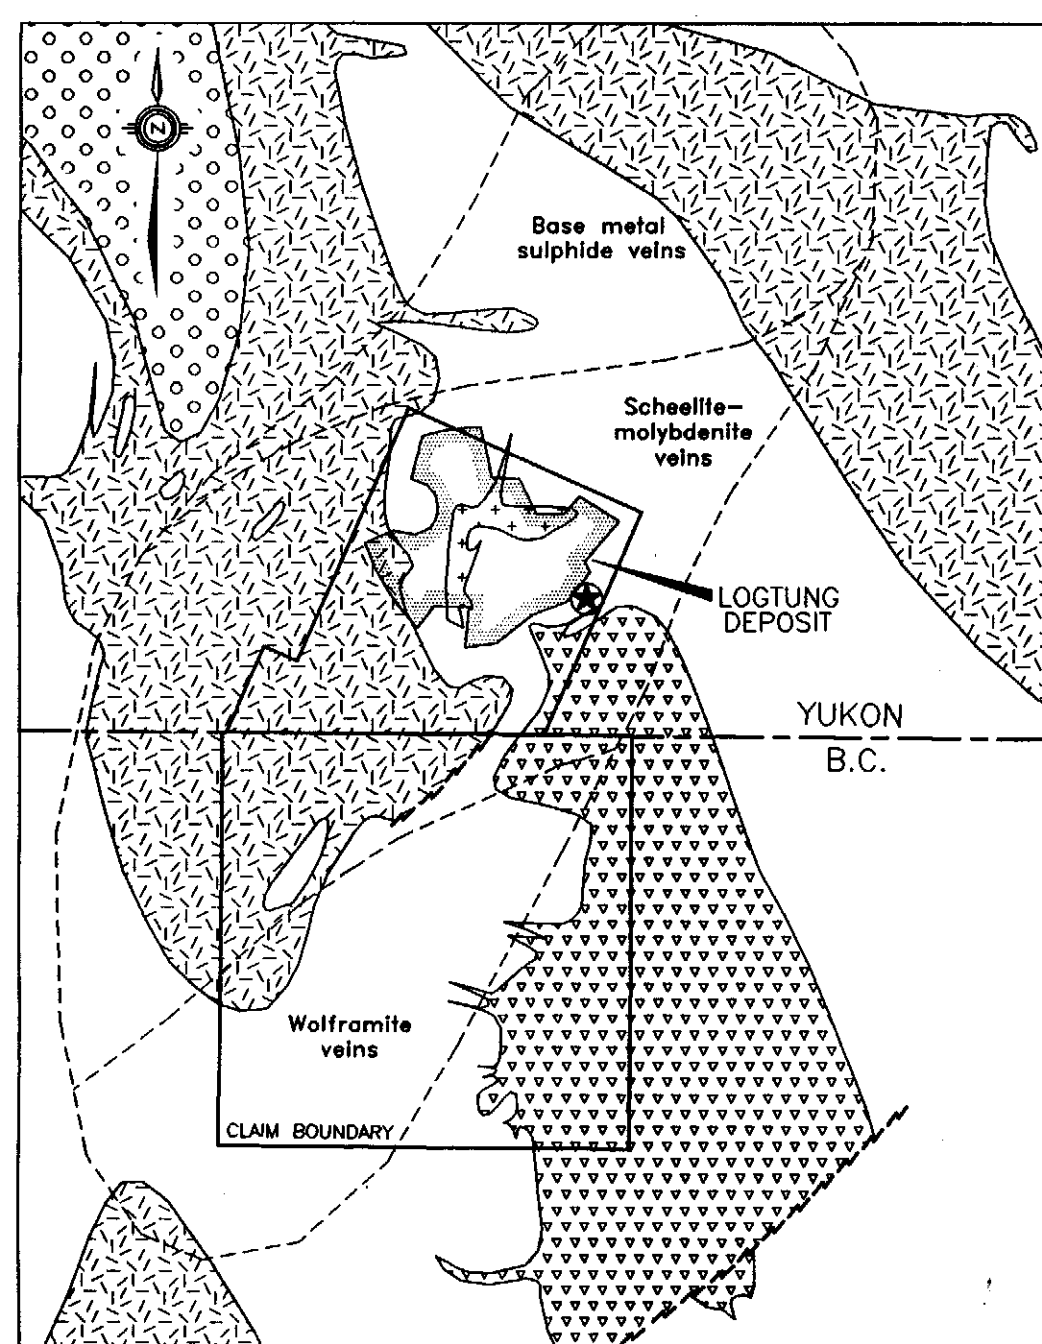 N
Base metal
sulphide veins
Scheelite-
molybdenite
veins
LOGTUNG
DEPOSIT
YUKON
B.C.
Wolframite
veins
CLAIM BOUNDARY